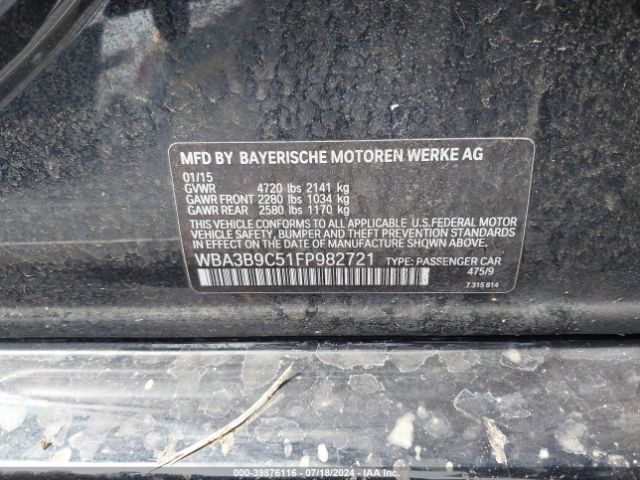 MFD BY BAYERISCHE MOTOREN WERKE AG
01/15
GVWR 4720 lbs 2141 kg
GAWR FRONT 2280 lbs 1034 kg
GAWR REAR 2580 lbs 1170 kg
THIS VEHICLE CONFORMS TO ALL APPLICABLE U.S.FEDERAL MOTOR
VEHICLE SAFETY, BUMPER AND THEFT PREVENTION STANDARDS
IN EFFECT ON THE DATE OF MANUFACTURE SHOWN ABOVE.
WBA3B9C51FP982721 TYPE: PASSENGER CAR
475/9
7 315 814
000-39876116 - 07/18/2024 - IAA Inc.